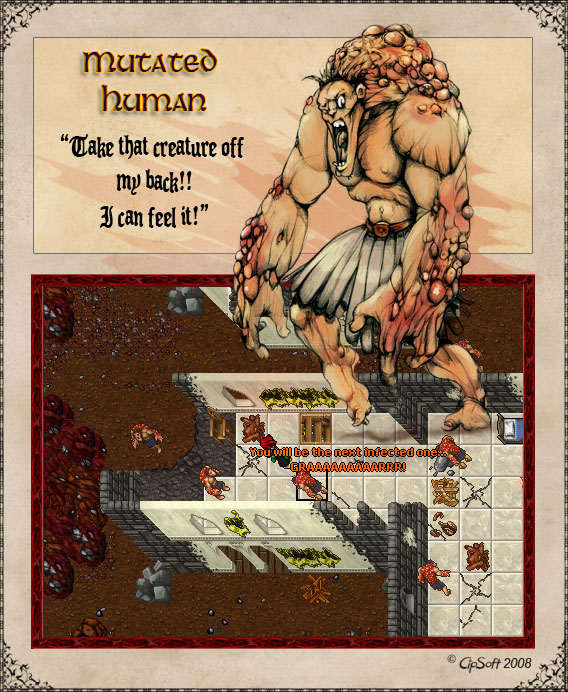 Mutated
Human
"Take that creature off
my back!!
I can feel it!"
You will be the next infected one...
GRAAAAAAAAARRR!
© CipSoft 2008